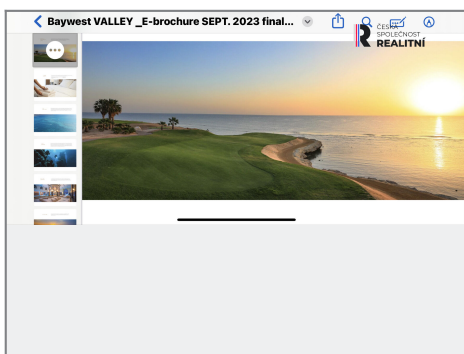 Baywest VALLEY _E-brochure SEPT. 2023 final...
ČESKÁ
SPOLEČNOST
REALITNÍ